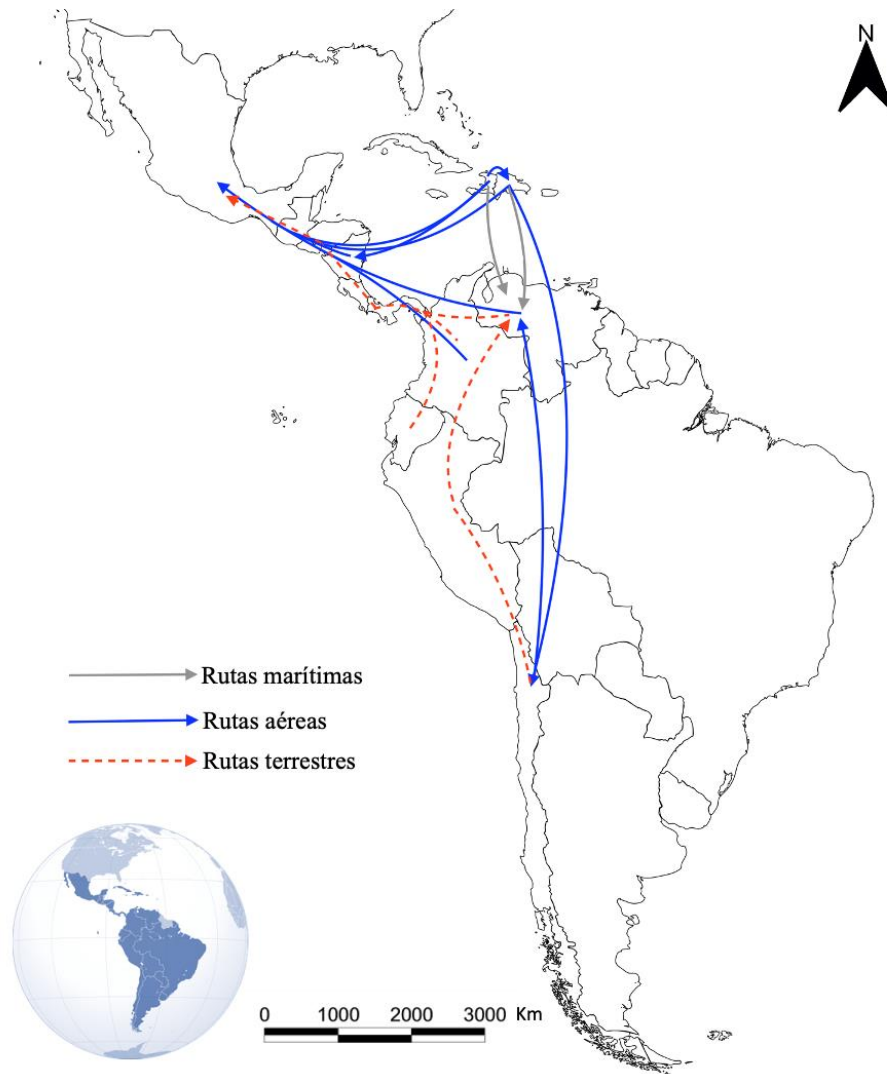 N
Rutas marítimas
Rutas aéreas
Rutas terrestres
0 1000 2000 3000 Km